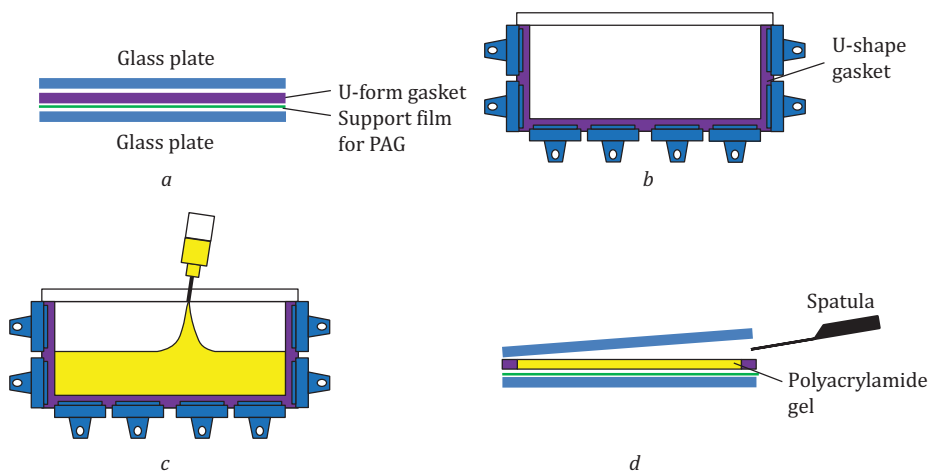 Glass plate
U-form gasket
Support film
for PAG
Glass plate
a
U-shape
gasket
b
c
Spatula
Polyacrylamide
gel
d